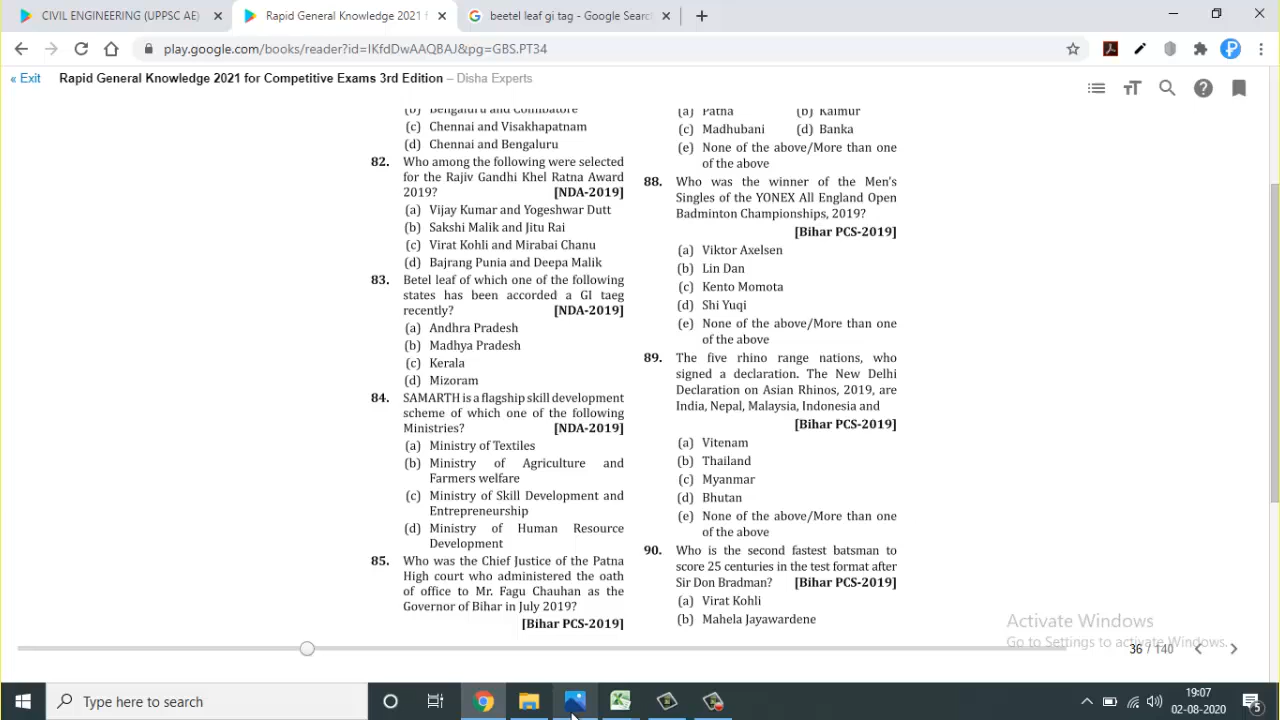 CIVIL ENGINEERING (UPPSC AE)
Rapid General Knowledge 2021 f
beetel leaf gi tag - Google Searc
play.google.com/books/reader?id=IKfdDwAAQBAJ&pg=GBS.PT34
« Exit Rapid General Knowledge 2021 for Competitive Exams 3rd Edition – Disha Experts
(b) Bengaluru and Coimbatore
(c) Chennai and Visakhapatnam
(d) Chennai and Bengaluru
82. Who among the following were selected
for the Rajiv Gandhi Khel Ratna Award
2019? [NDA-2019]
(a) Vijay Kumar and Yogeshwar Dutt
(b) Sakshi Malik and Jitu Rai
(c) Virat Kohli and Mirabai Chanu
(d) Bajrang Punia and Deepa Malik
83. Betel leaf of which one of the following
states has been accorded a GI taeg
recently? [NDA-2019]
(a) Andhra Pradesh
(b) Madhya Pradesh
(c) Kerala
(d) Mizoram
84. SAMARTH is a flagship skill development
scheme of which one of the following
Ministries? [NDA-2019]
(a) Ministry of Textiles
(b) Ministry of Agriculture and
Farmers welfare
(c) Ministry of Skill Development and
Entrepreneurship
(d) Ministry of Human Resource
Development
85. Who was the Chief Justice of the Patna
High court who administered the oath
of office to Mr. Fagu Chauhan as the
Governor of Bihar in July 2019?
[Bihar PCS-2019]
(a) Patna (b) Kaimur
(c) Madhubani (d) Banka
(e) None of the above/More than one
of the above
88. Who was the winner of the Men's
Singles of the YONEX All England Open
Badminton Championships, 2019?
[Bihar PCS-2019]
(a) Viktor Axelsen
(b) Lin Dan
(c) Kento Momota
(d) Shi Yuqi
(e) None of the above/More than one
of the above
89. The five rhino range nations, who
signed a declaration. The New Delhi
Declaration on Asian Rhinos, 2019, are
India, Nepal, Malaysia, Indonesia and
[Bihar PCS-2019]
(a) Vitenam
(b) Thailand
(c) Myanmar
(d) Bhutan
(e) None of the above/More than one
of the above
90. Who is the second fastest batsman to
score 25 centuries in the test format after
Sir Don Bradman? [Bihar PCS-2019]
(a) Virat Kohli
(b) Mahela Jayawardene
Activate Windows
Go to Settings to activate Windows.
36 / 140
Type here to search
19:07
02-08-2020
5